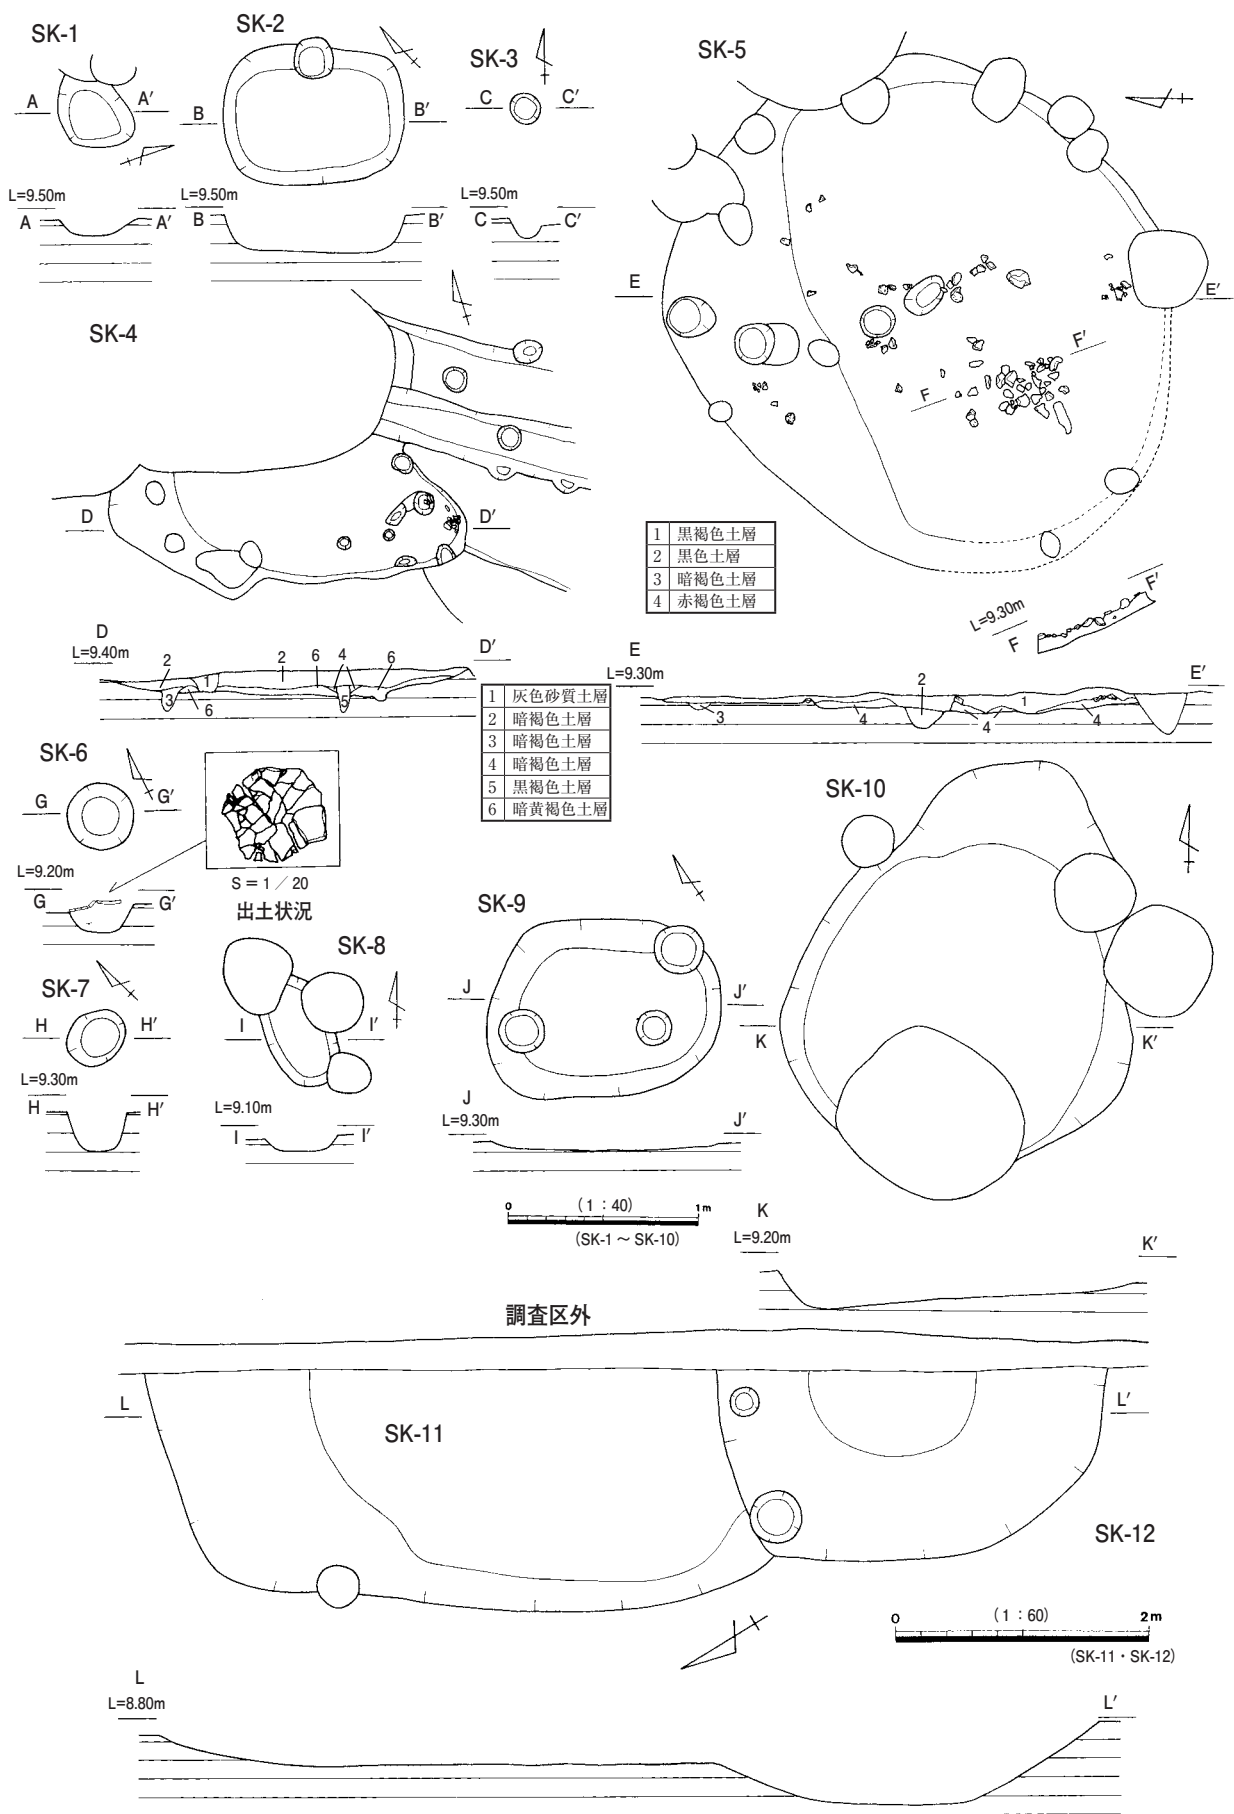 SK-1
A
A′
L=9.50m
A
A′
SK-2
B
B′
L=9.50m
B
B′
SK-3
C
C′
L=9.50m
C
C′
SK-4
D
D′
D
L=9.40m
D′
2
1
2
6
4
6
3
6
5
1 灰色砂質土層
2 暗褐色土層
3 暗褐色土層
4 暗褐色土層
5 黒褐色土層
6 暗黄褐色土層
SK-5
E
E′
F
F′
1 黒褐色土層
2 黒色土層
3 暗褐色土層
4 赤褐色土層
L=9.30m
F
F′
E
L=9.30m
E′
2
1
3
4
4
4
SK-6
G
G′
L=9.20m
G
G′
S=1/20
出土状況
SK-7
H
H′
L=9.30m
H
H′
SK-8
I
I′
L=9.10m
I
I′
SK-9
J
J′
J
L=9.30m
J′
SK-10
K
K′
K
L=9.20m
K′
0 (1:40) 1m
(SK-1～SK-10)
調査区外
L
L′
SK-11
SK-12
0 (1:60) 2m
(SK-11・SK-12)
L
L=8.80m
L′